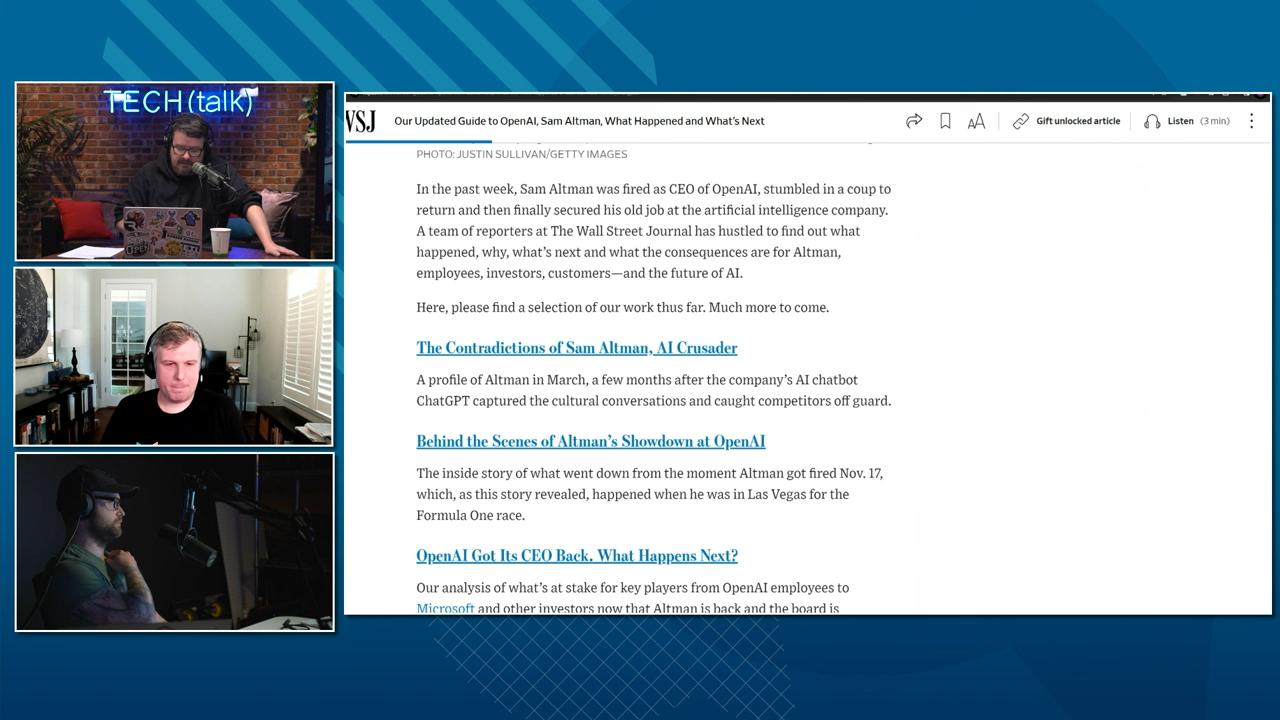 TECH(talk)
WSJ
Our Updated Guide to OpenAI, Sam Altman, What Happened and What's Next
AA
Gift unlocked article
Listen (3 min)
PHOTO: JUSTIN SULLIVAN/GETTY IMAGES
In the past week, Sam Altman was fired as CEO of OpenAI, stumbled in a coup to
return and then finally secured his old job at the artificial intelligence company.
A team of reporters at The Wall Street Journal has hustled to find out what
happened, why, what's next and what the consequences are for Altman,
employees, investors, customers—and the future of AI.
Here, please find a selection of our work thus far. Much more to come.
The Contradictions of Sam Altman, AI Crusader
A profile of Altman in March, a few months after the company's AI chatbot
ChatGPT captured the cultural conversations and caught competitors off guard.
Behind the Scenes of Altman's Showdown at OpenAI
The inside story of what went down from the moment Altman got fired Nov. 17,
which, as this story revealed, happened when he was in Las Vegas for the
Formula One race.
OpenAI Got Its CEO Back. What Happens Next?
Our analysis of what's at stake for key players from OpenAI employees to
Microsoft and other investors now that Altman is back and the board is